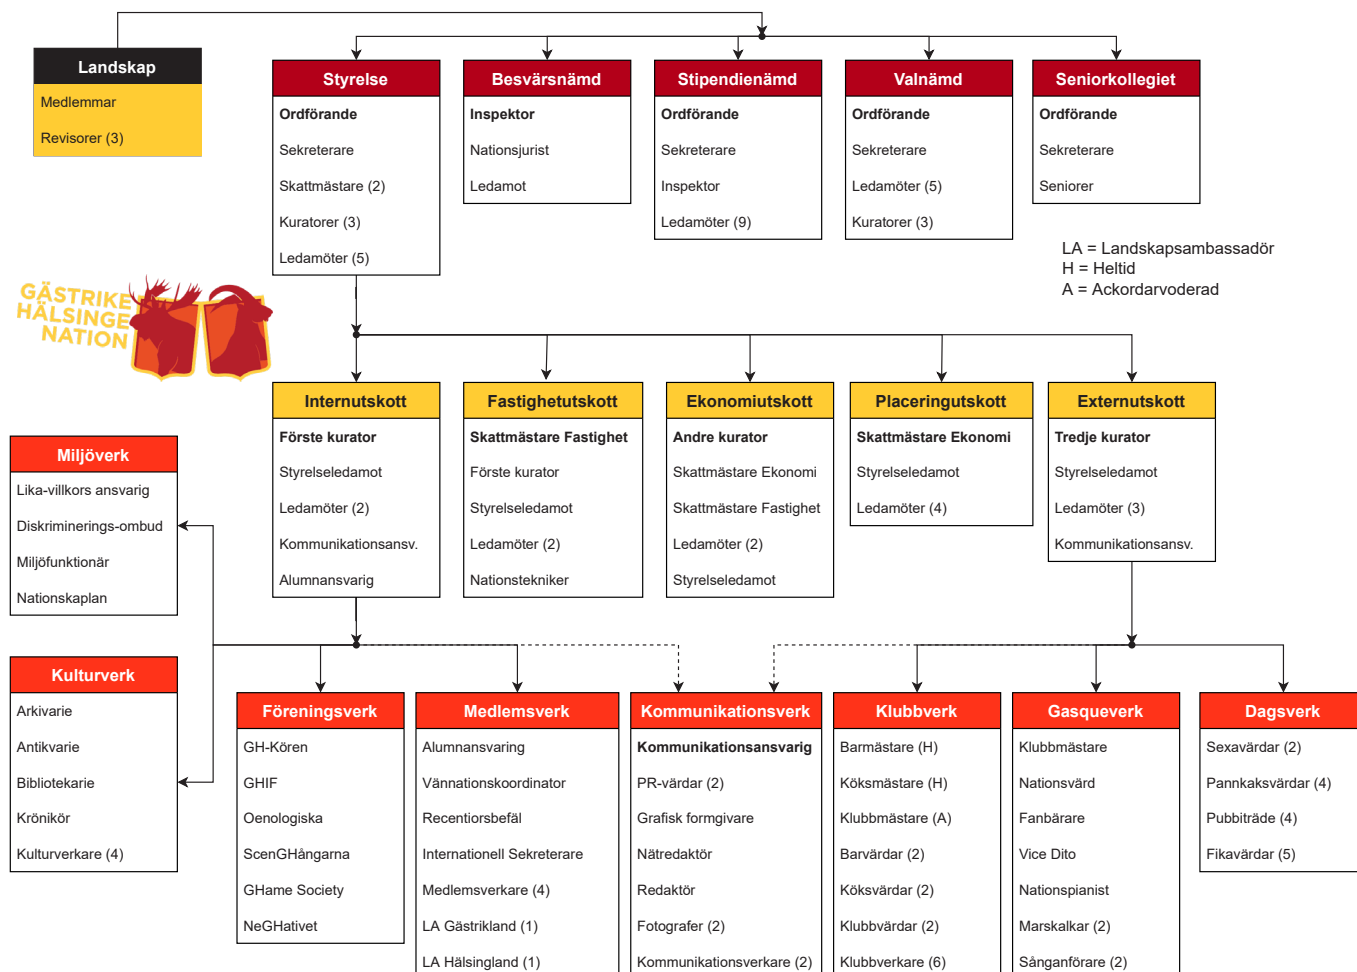 Landskap
Medlemmar
Revisorer (3)
Styrelse
Ordförande
Sekreterare
Skattmästare (2)
Kuratorer (3)
Ledamöter (5)
Besvärsnämd
Inspektor
Nationsjurist
Ledamot
Stipendienämd
Ordförande
Sekreterare
Inspektor
Ledamöter (9)
Valnämd
Ordförande
Sekreterare
Ledamöter (5)
Kuratorer (3)
Seniorkollegiet
Ordförande
Sekreterare
Seniorer
LA = Landskapsambassadör
H = Heltid
A = Ackordarvoderad
GÄSTRIKE
HÄLSINGE
NATION
Internutskott
Förste kurator
Styrelseledamot
Ledamöter (2)
Kommunikationsansv.
Alumnansvarig
Fastighetutskott
Skattmästare Fastighet
Förste kurator
Styrelseledamot
Ledamöter (2)
Nationstekniker
Ekonomiutskott
Andre kurator
Skattmästare Ekonomi
Skattmästare Fastighet
Ledamöter (2)
Styrelseledamot
Placeringutskott
Skattmästare Ekonomi
Styrelseledamot
Ledamöter (4)
Externutskott
Tredje kurator
Styrelseledamot
Ledamöter (3)
Kommunikationsansv.
Miljöverk
Lika-villkors ansvarig
Diskriminerings-ombud
Miljöfunktionär
Nationskaplan
Kulturverk
Arkivarie
Antikvarie
Bibliotekarie
Krönikör
Kulturverkare (4)
Föreningsverk
GH-Kören
GHIF
Oenologiska
ScenGHångarna
GHame Society
NeGHativet
Medlemsverk
Alumnansvaring
Vännationskoordinator
Recentiorsbefäl
Internationell Sekreterare
Medlemsverkare (4)
LA Gästrikland (1)
LA Hälsingland (1)
Kommunikationsverk
Kommunikationsansvarig
PR-värdar (2)
Grafisk formgivare
Nätredaktör
Redaktör
Fotografer (2)
Kommunikationsverkare (2)
Klubbverk
Barmästare (H)
Köksmästare (H)
Klubbmästare (A)
Barvärdar (2)
Köksvärdar (2)
Klubbvärdar (2)
Klubbverkare (6)
Gasqueverk
Klubbmästare
Nationsvärd
Fanbärare
Vice Dito
Nationspianist
Marskalkar (2)
Sånganförare (2)
Dagsverk
Sexavärdar (2)
Pannkaksvärdar (4)
Pubbiträde (4)
Fikavärdar (5)